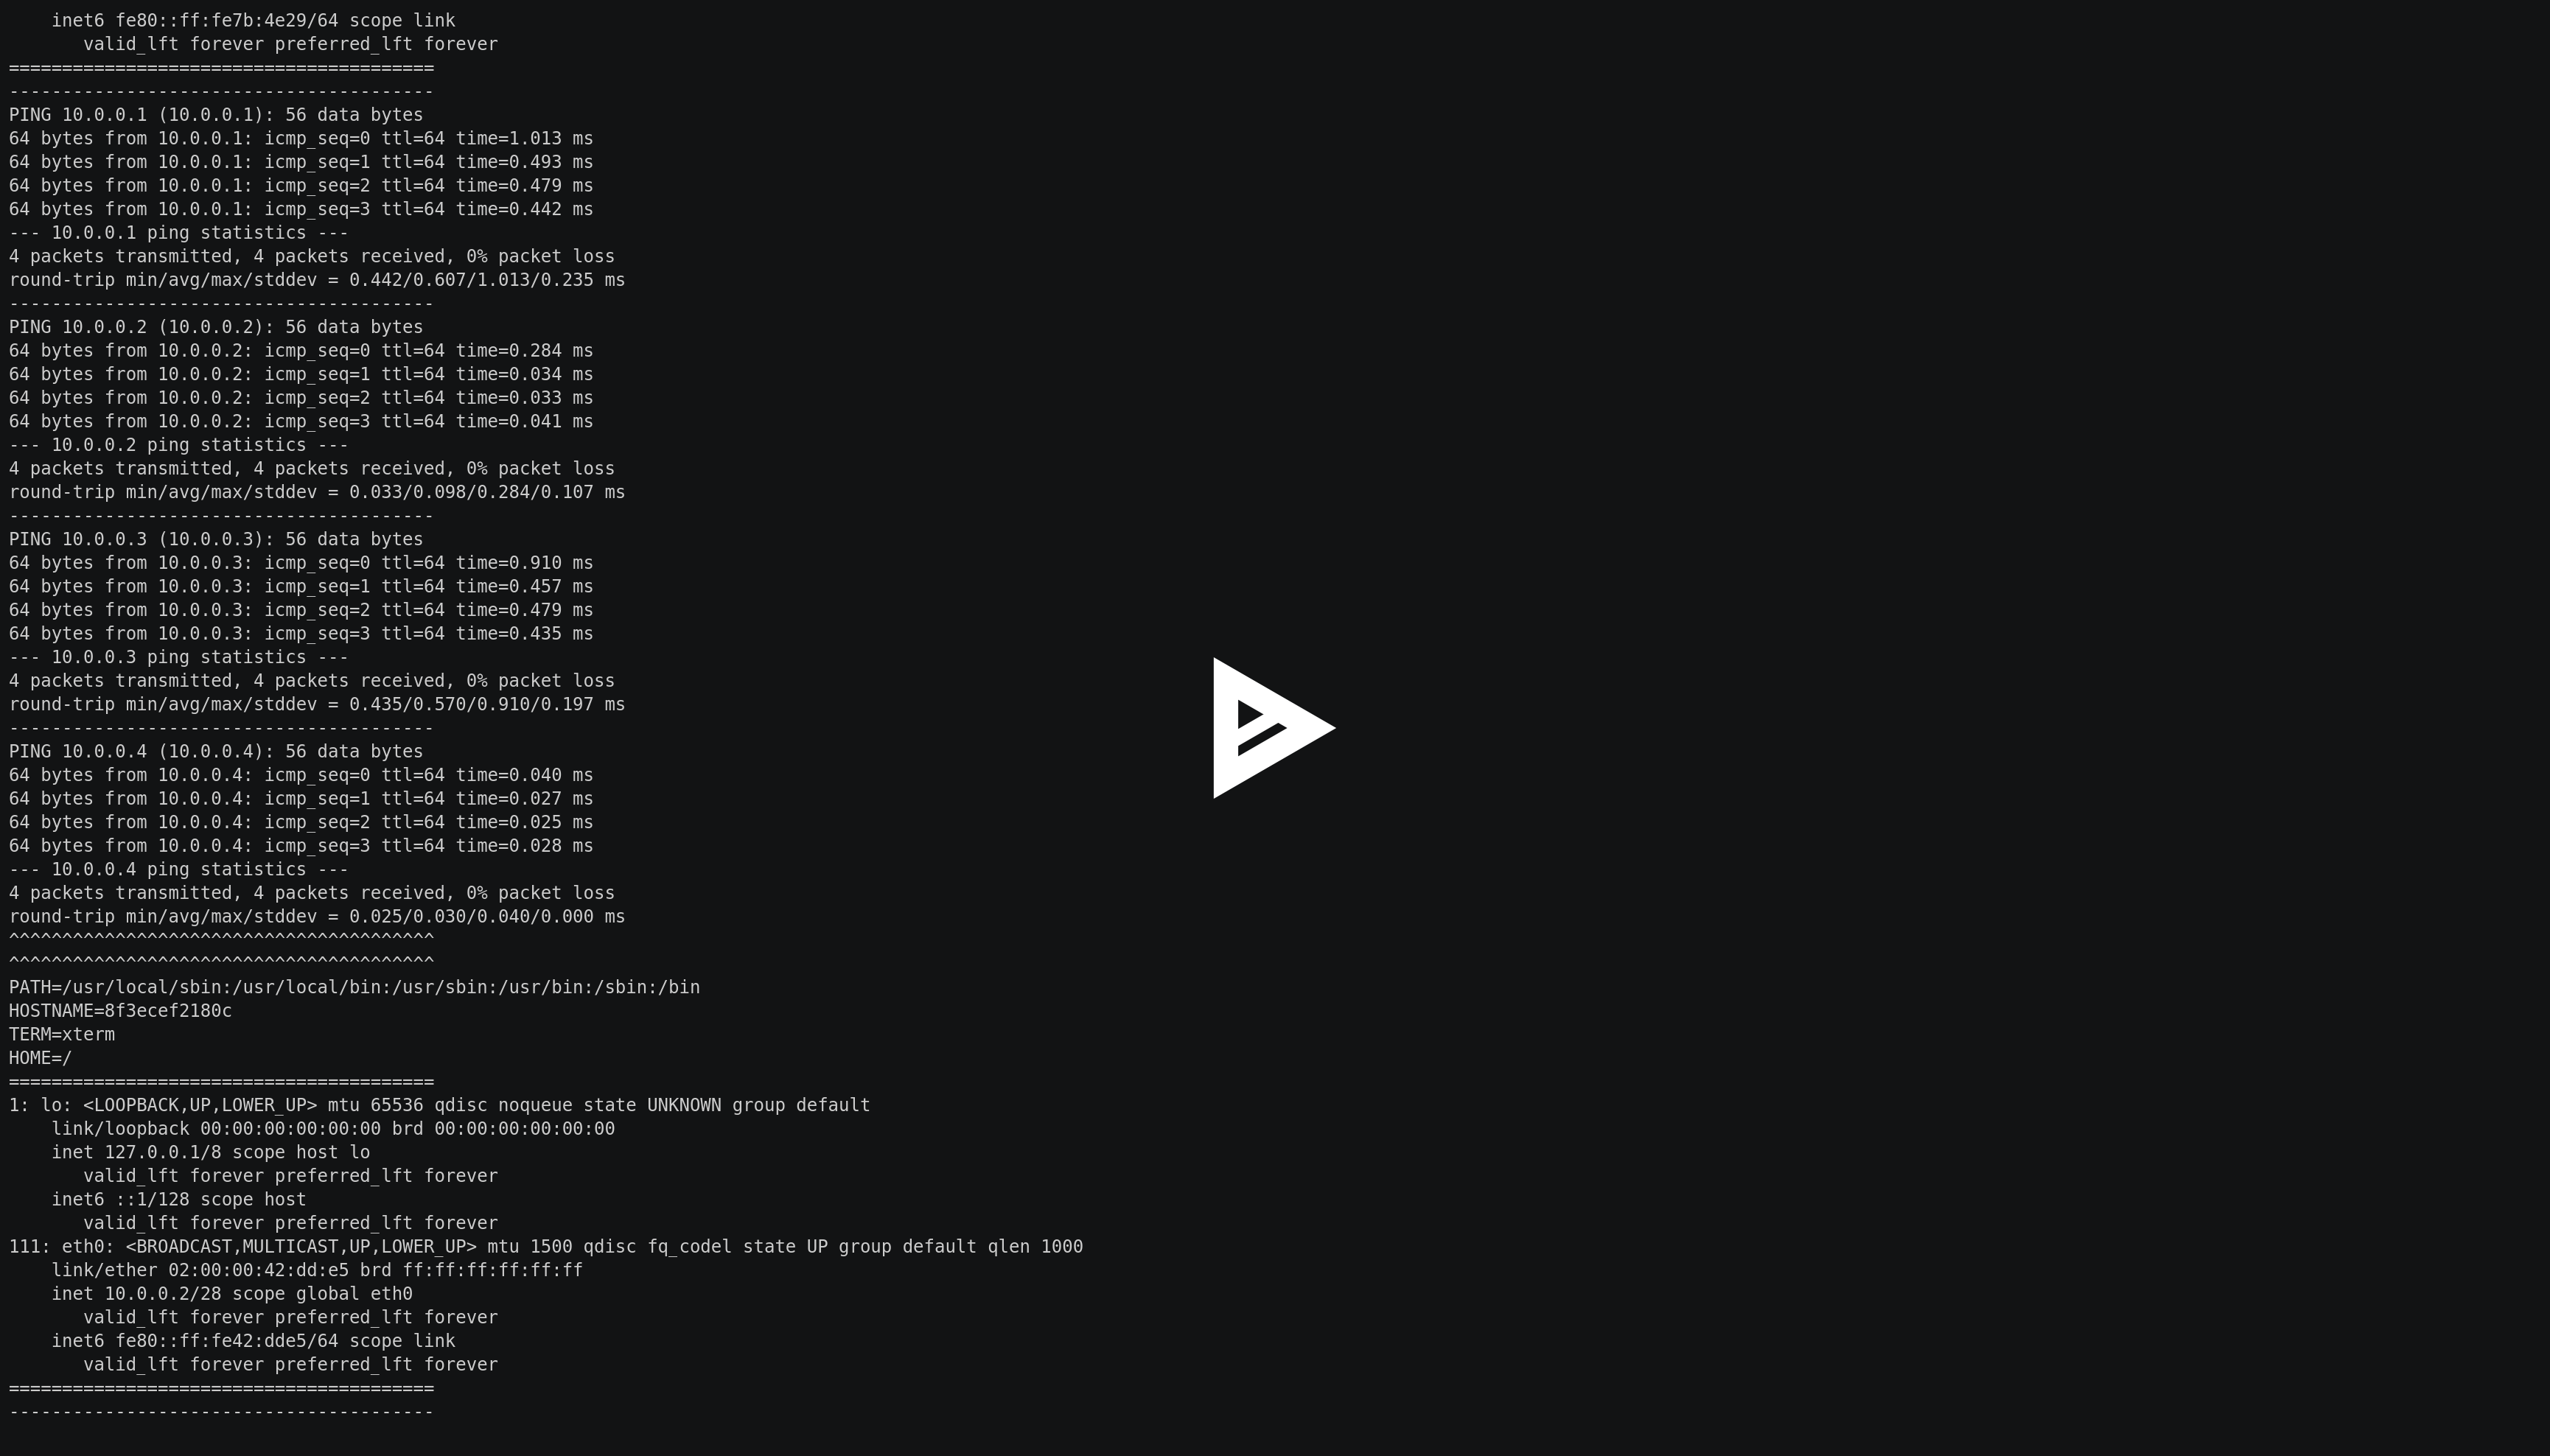 inet6 fe80::ff:fe7b:4e29/64 scope link
       valid_lft forever preferred_lft forever
========================================
----------------------------------------
PING 10.0.0.1 (10.0.0.1): 56 data bytes
64 bytes from 10.0.0.1: icmp_seq=0 ttl=64 time=1.013 ms
64 bytes from 10.0.0.1: icmp_seq=1 ttl=64 time=0.493 ms
64 bytes from 10.0.0.1: icmp_seq=2 ttl=64 time=0.479 ms
64 bytes from 10.0.0.1: icmp_seq=3 ttl=64 time=0.442 ms
--- 10.0.0.1 ping statistics ---
4 packets transmitted, 4 packets received, 0% packet loss
round-trip min/avg/max/stddev = 0.442/0.607/1.013/0.235 ms
----------------------------------------
PING 10.0.0.2 (10.0.0.2): 56 data bytes
64 bytes from 10.0.0.2: icmp_seq=0 ttl=64 time=0.284 ms
64 bytes from 10.0.0.2: icmp_seq=1 ttl=64 time=0.034 ms
64 bytes from 10.0.0.2: icmp_seq=2 ttl=64 time=0.033 ms
64 bytes from 10.0.0.2: icmp_seq=3 ttl=64 time=0.041 ms
--- 10.0.0.2 ping statistics ---
4 packets transmitted, 4 packets received, 0% packet loss
round-trip min/avg/max/stddev = 0.033/0.098/0.284/0.107 ms
----------------------------------------
PING 10.0.0.3 (10.0.0.3): 56 data bytes
64 bytes from 10.0.0.3: icmp_seq=0 ttl=64 time=0.910 ms
64 bytes from 10.0.0.3: icmp_seq=1 ttl=64 time=0.457 ms
64 bytes from 10.0.0.3: icmp_seq=2 ttl=64 time=0.479 ms
64 bytes from 10.0.0.3: icmp_seq=3 ttl=64 time=0.435 ms
--- 10.0.0.3 ping statistics ---
4 packets transmitted, 4 packets received, 0% packet loss
round-trip min/avg/max/stddev = 0.435/0.570/0.910/0.197 ms
----------------------------------------
PING 10.0.0.4 (10.0.0.4): 56 data bytes
64 bytes from 10.0.0.4: icmp_seq=0 ttl=64 time=0.040 ms
64 bytes from 10.0.0.4: icmp_seq=1 ttl=64 time=0.027 ms
64 bytes from 10.0.0.4: icmp_seq=2 ttl=64 time=0.025 ms
64 bytes from 10.0.0.4: icmp_seq=3 ttl=64 time=0.028 ms
--- 10.0.0.4 ping statistics ---
4 packets transmitted, 4 packets received, 0% packet loss
round-trip min/avg/max/stddev = 0.025/0.030/0.040/0.000 ms
^^^^^^^^^^^^^^^^^^^^^^^^^^^^^^^^^^^^^^^^
^^^^^^^^^^^^^^^^^^^^^^^^^^^^^^^^^^^^^^^^
PATH=/usr/local/sbin:/usr/local/bin:/usr/sbin:/usr/bin:/sbin:/bin
HOSTNAME=8f3ecef2180c
TERM=xterm
HOME=/
========================================
1: lo: <LOOPBACK,UP,LOWER_UP> mtu 65536 qdisc noqueue state UNKNOWN group default
    link/loopback 00:00:00:00:00:00 brd 00:00:00:00:00:00
    inet 127.0.0.1/8 scope host lo
       valid_lft forever preferred_lft forever
    inet6 ::1/128 scope host
       valid_lft forever preferred_lft forever
111: eth0: <BROADCAST,MULTICAST,UP,LOWER_UP> mtu 1500 qdisc fq_codel state UP group default qlen 1000
    link/ether 02:00:00:42:dd:e5 brd ff:ff:ff:ff:ff:ff
    inet 10.0.0.2/28 scope global eth0
       valid_lft forever preferred_lft forever
    inet6 fe80::ff:fe42:dde5/64 scope link
       valid_lft forever preferred_lft forever
========================================
----------------------------------------